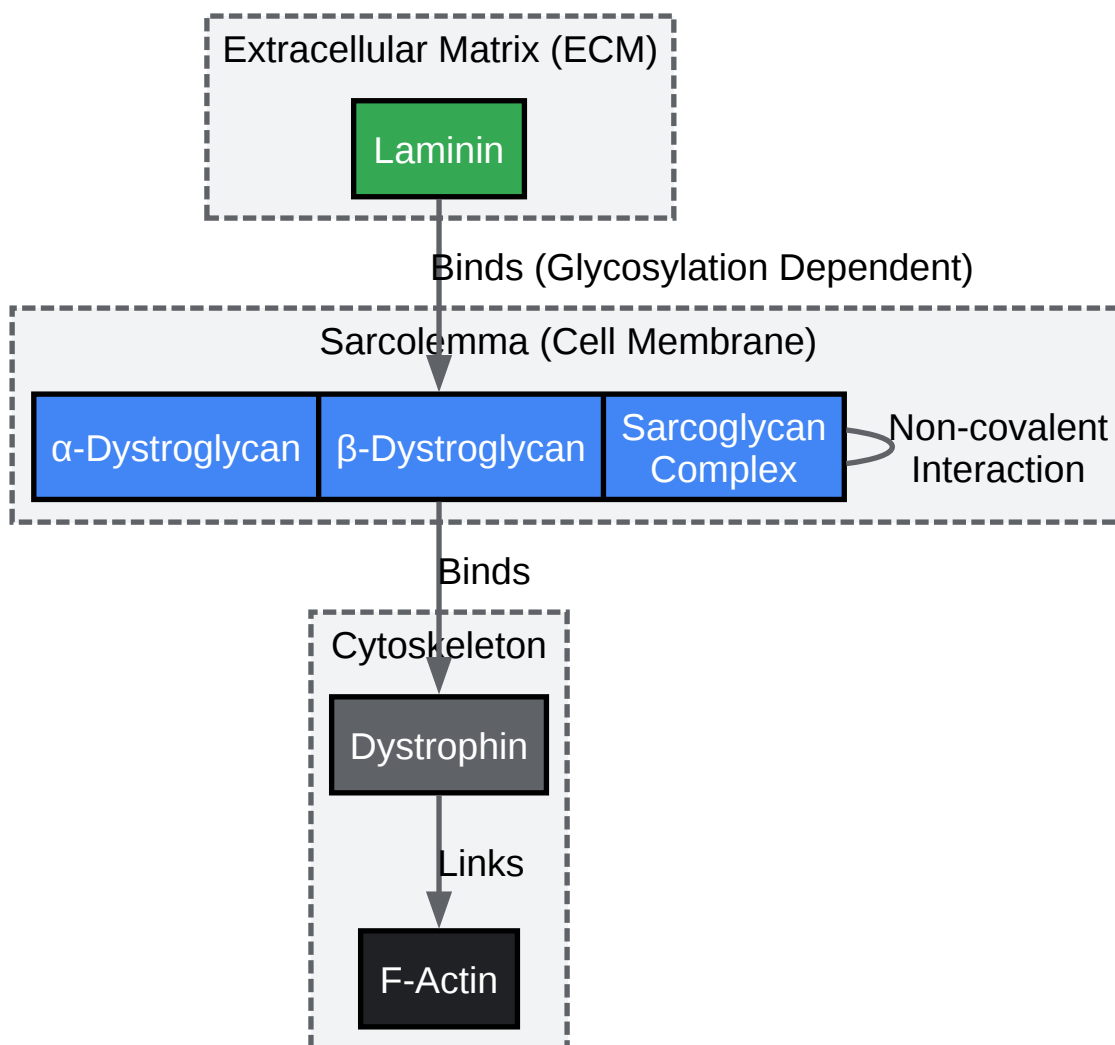 Extracellular Matrix (ECM)
Laminin
Binds (Glycosylation Dependent)
Sarcolemma (Cell Membrane)
α-Dystroglycan
β-Dystroglycan
Sarcoglycan
Complex
Non-covalent
Interaction
Binds
Cytoskeleton
Dystrophin
Links
F-Actin